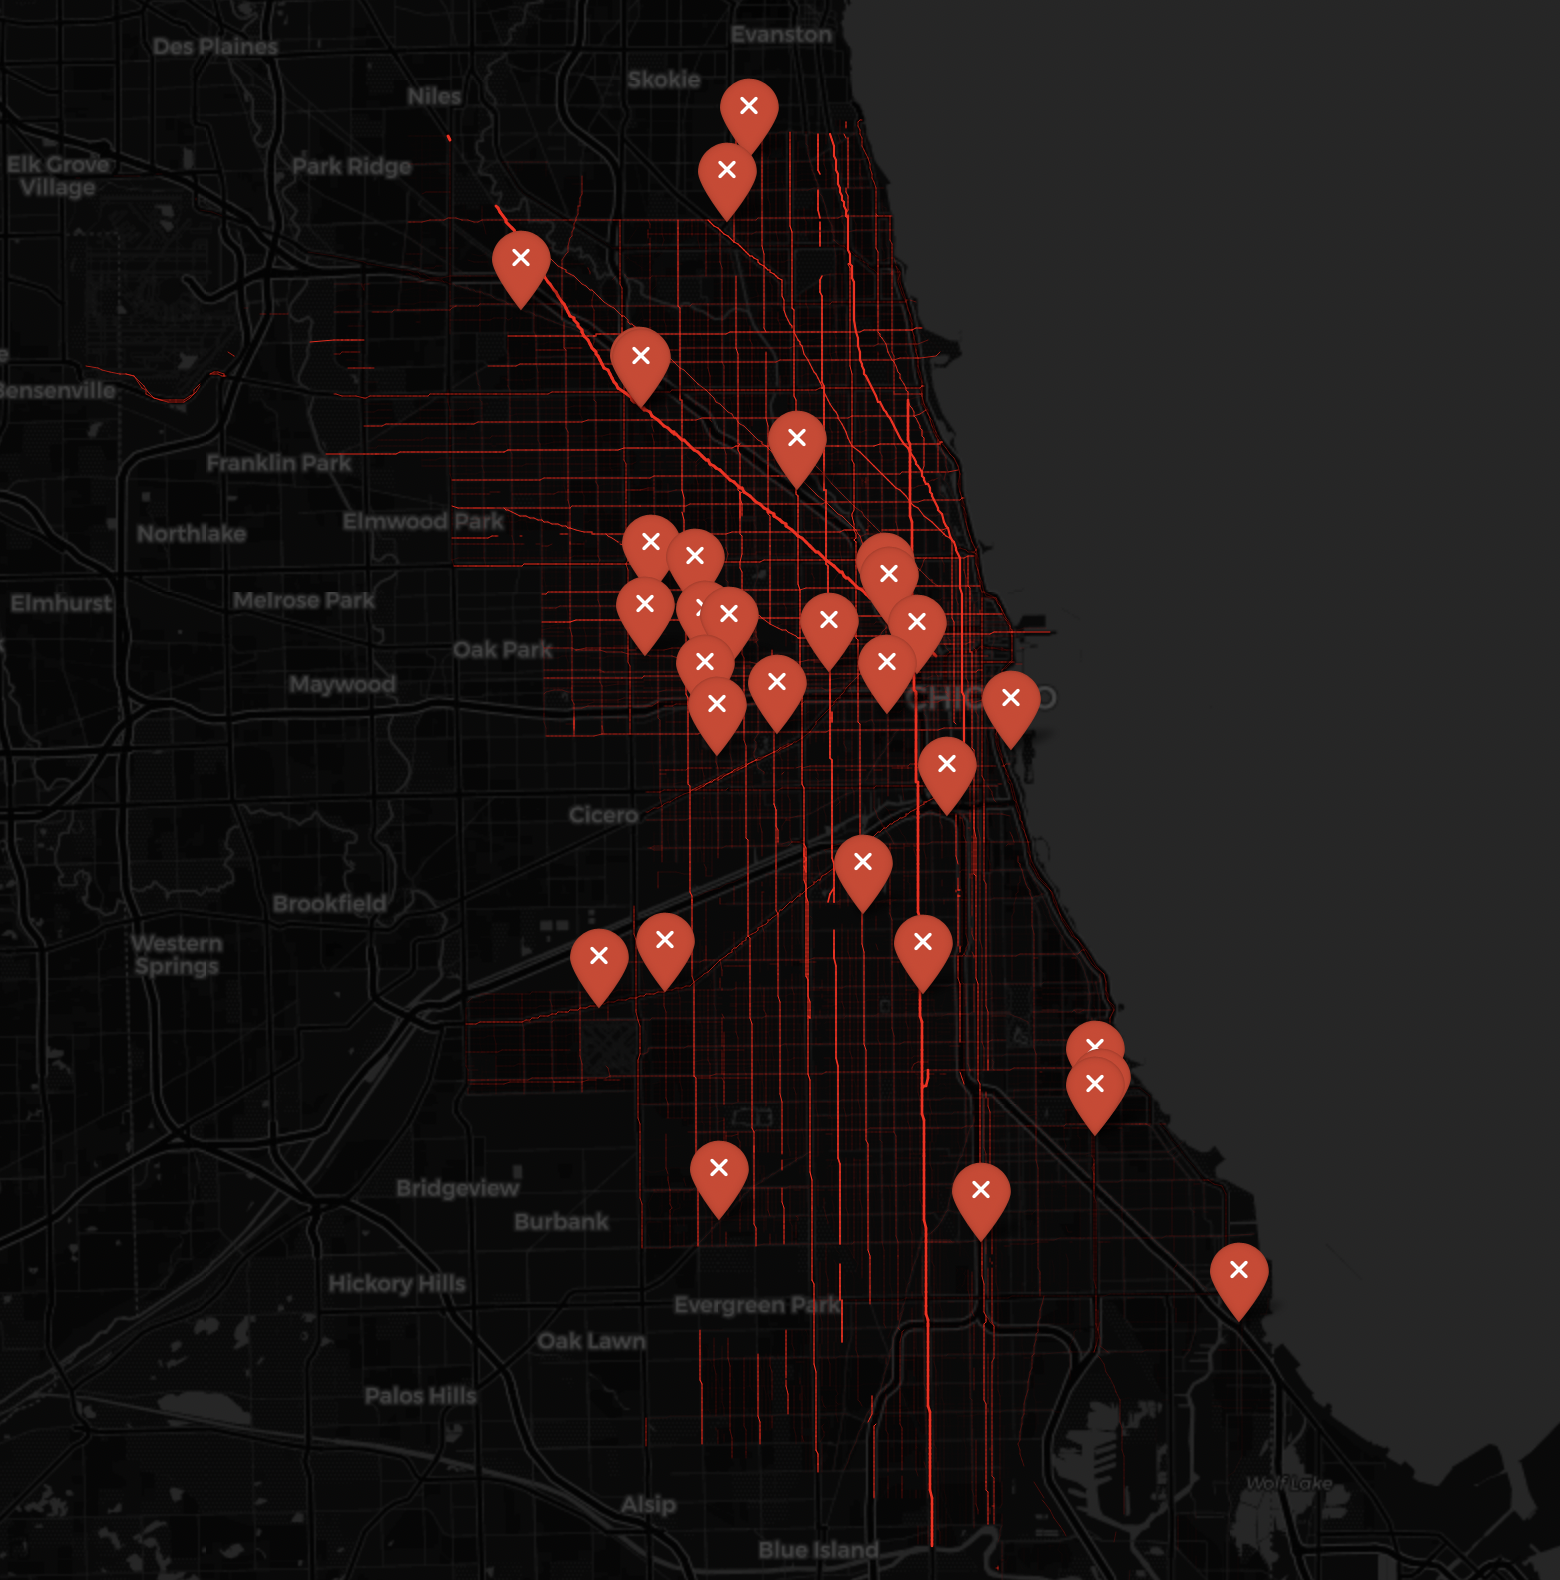 Evanston
Des Plaines
Skokie
Niles
Park Ridge
Elk Grove
Village
Bensenville
Franklin Park
Elmwood Park
Northlake
Elmhurst
Melrose Park
Oak Park
Maywood
Cicero
Brookfield
Western
Springs
Bridgeview
Burbank
Hickory Hills
Evergreen Park
Oak Lawn
Palos Hills
Wolf Lake
Alsip
Blue Island